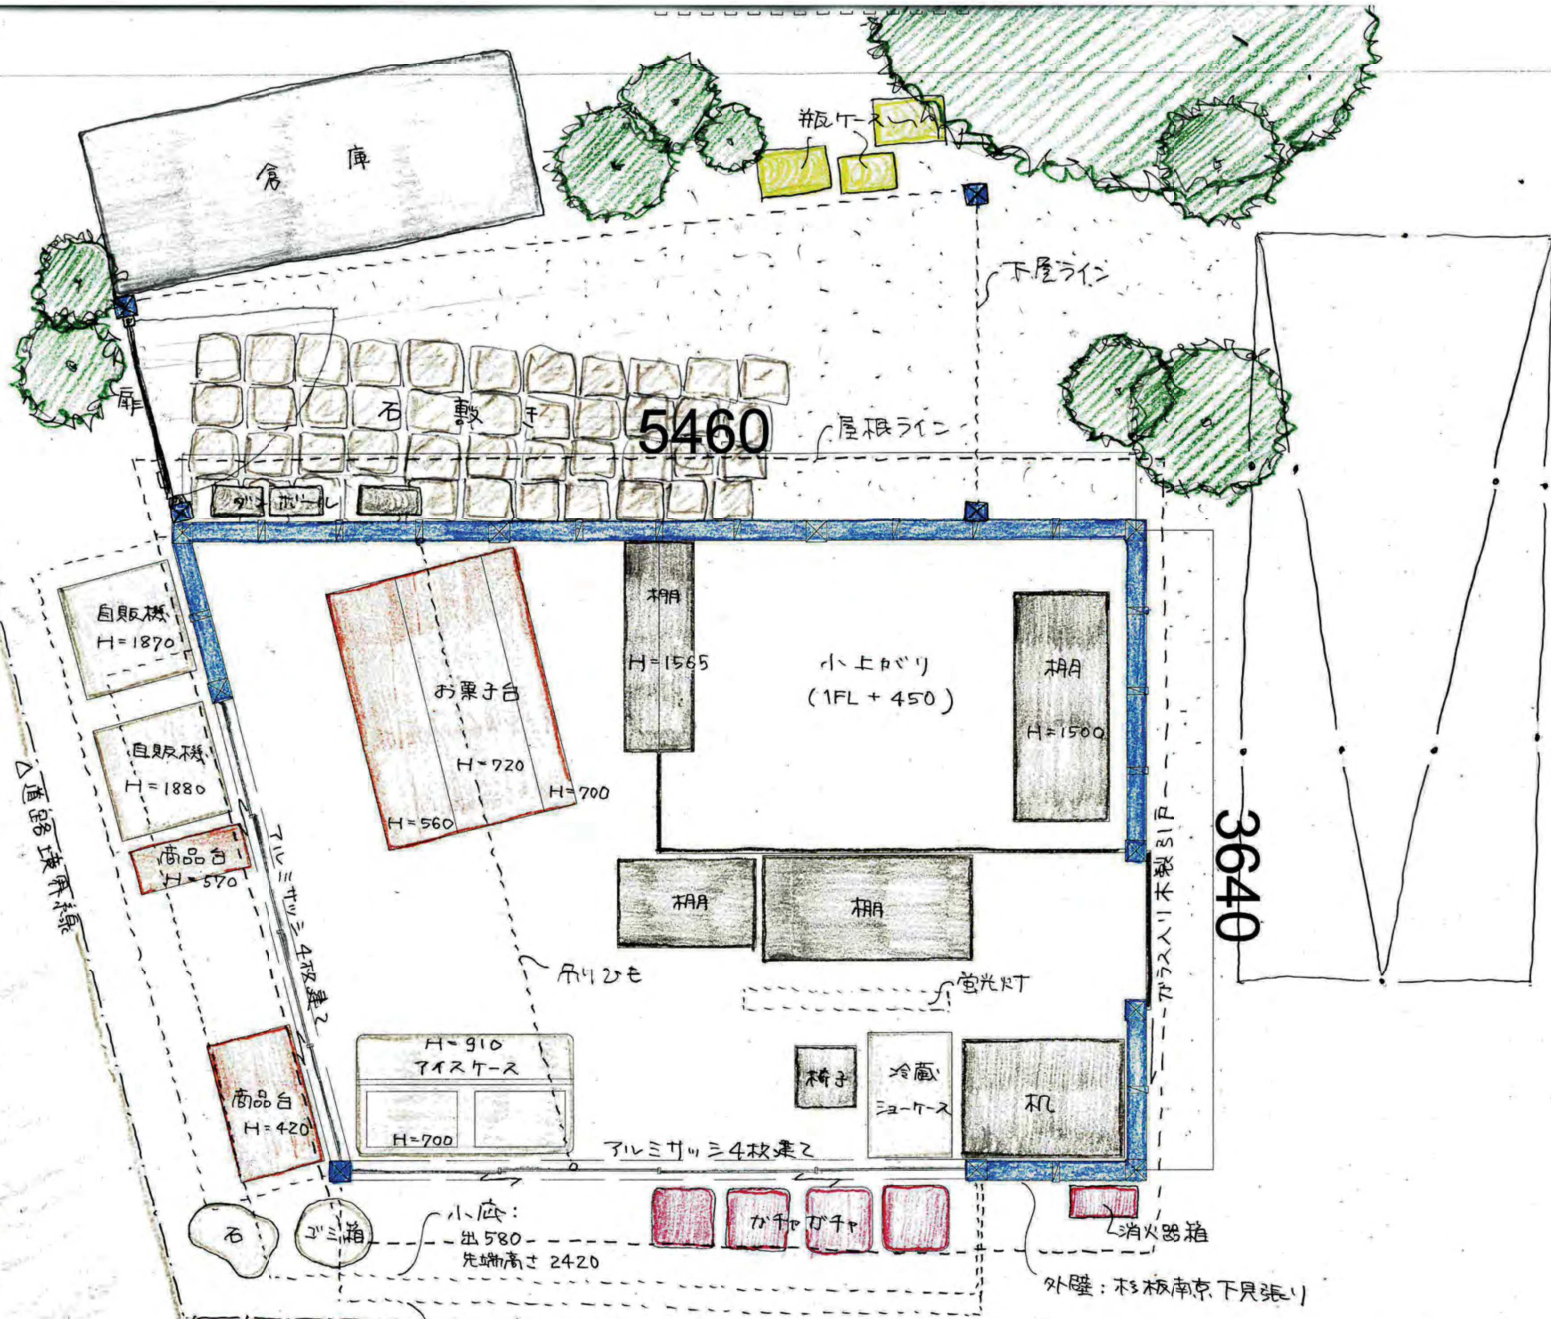 倉庫
瓶ケース
下屋ライン
扉
石敷き
5460
屋根ライン
ダンボール
自販機
H=1870
棚
H=1565
小上がり
(1FL+450)
棚
H=1500
お菓子台
H=720
H=700
H=560
自販機
H=1880
商品台
H=570
△道路境界線
アルミサッシ4枚建て
ガラス入り木製引戸
3640
棚
棚
吊りひも
蛍光灯
H=910
アイスケース
H=700
椅子
冷蔵
ショーケース
机
商品台
H=420
アルミサッシ4枚建て
石
ゴミ箱
小庇:
出580
先端高さ 2420
ガチャガチャ
消火器箱
外壁:杉板南京下見張り